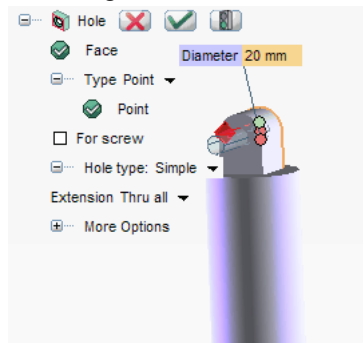 Hole
Face
Diameter 20 mm
Type Point
Point
For screw
Hole type: Simple
Extension Thru all
More Options